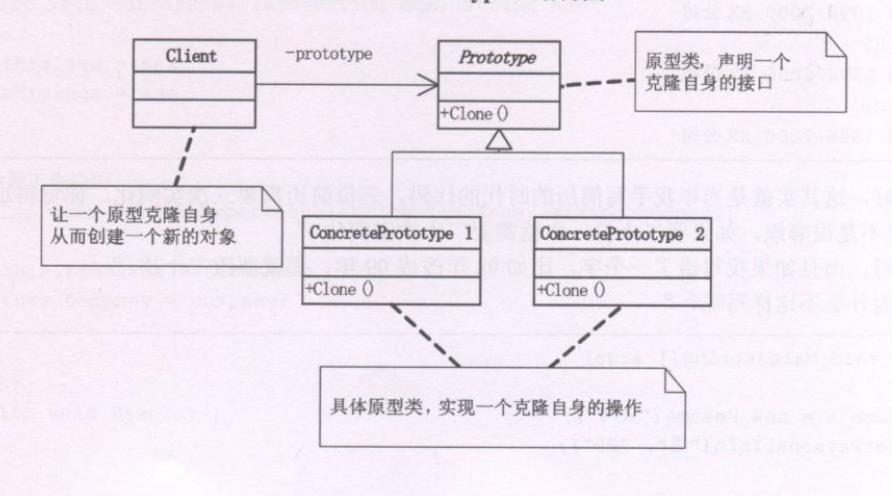 Client
-prototype
Prototype
+Clone()
原型类，声明一个
克隆自身的接口
让一个原型克隆自身
从而创建一个新的对象
ConcretePrototype 1
+Clone()
ConcretePrototype 2
+Clone()
具体原型类，实现一个克隆自身的操作